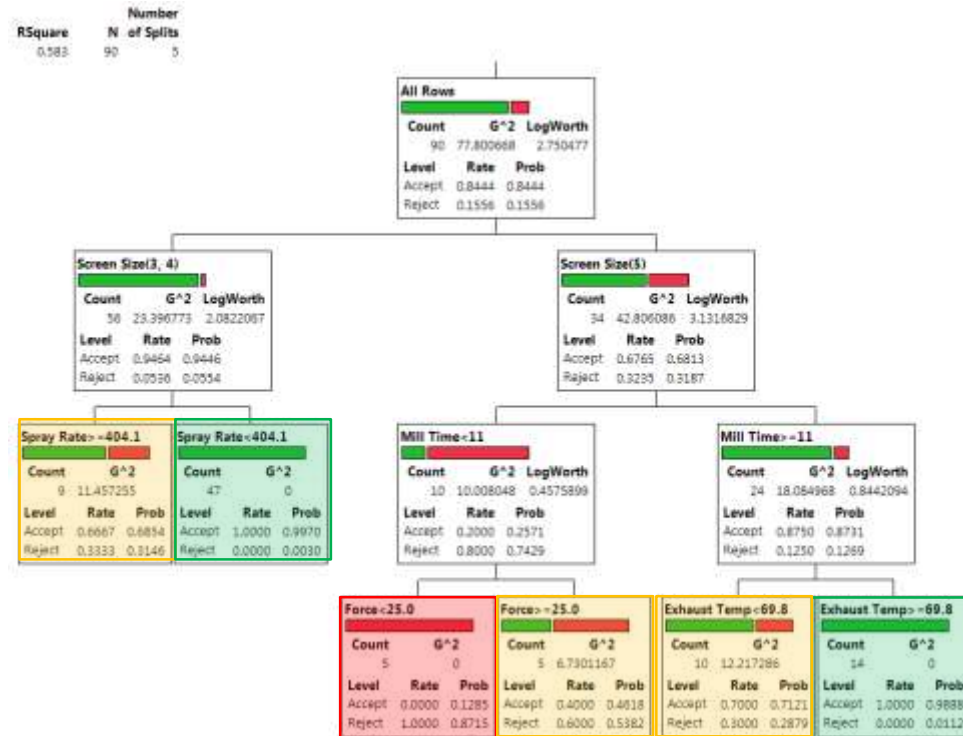 Number
RSquare N of Splits
0.583 90 5
All Rows
Count G^2 LogWorth
90 77.800668 2.750477
Level Rate Prob
Accept 0.8444 0.8444
Reject 0.1556 0.1556
Screen Size(3, 4)
Count G^2 LogWorth
56 23.396773 2.0822067
Level Rate Prob
Accept 0.9464 0.9446
Reject 0.0536 0.0554
Screen Size(5)
Count G^2 LogWorth
34 42.806086 3.1316829
Level Rate Prob
Accept 0.6765 0.6813
Reject 0.3235 0.3187
Spray Rate>=404.1
Count G^2
9 11.457255
Level Rate Prob
Accept 0.6667 0.6854
Reject 0.3333 0.3146
Spray Rate<404.1
Count G^2
47 0
Level Rate Prob
Accept 1.0000 0.9970
Reject 0.0000 0.0030
Mill Time<11
Count G^2 LogWorth
10 10.008048 0.4575899
Level Rate Prob
Accept 0.2000 0.2571
Reject 0.8000 0.7429
Mill Time>=11
Count G^2 LogWorth
24 18.084968 0.8442094
Level Rate Prob
Accept 0.8750 0.8731
Reject 0.1250 0.1269
Force<25.0
Count G^2
5 0
Level Rate Prob
Accept 0.0000 0.1285
Reject 1.0000 0.8715
Force>=25.0
Count G^2
5 6.7301167
Level Rate Prob
Accept 0.4000 0.4618
Reject 0.6000 0.5382
Exhaust Temp<69.8
Count G^2
10 12.217286
Level Rate Prob
Accept 0.7000 0.7121
Reject 0.3000 0.2879
Exhaust Temp>=69.8
Count G^2
14 0
Level Rate Prob
Accept 1.0000 0.9888
Reject 0.0000 0.0112